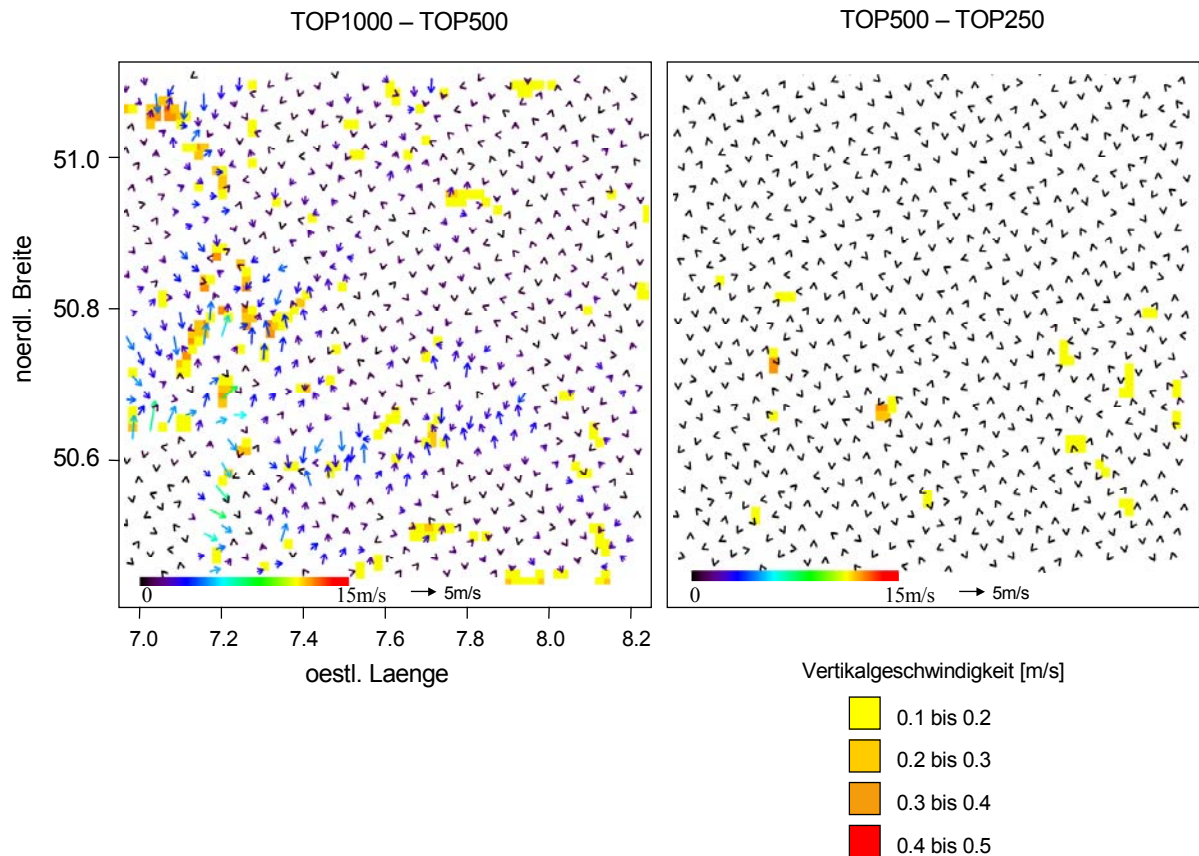 TOP1000 – TOP500
TOP500 – TOP250
noerdl. Breite
51.0
50.8
50.6
0
15m/s
5m/s
0
15m/s
5m/s
7.0
7.2
7.4
7.6
7.8
8.0
8.2
oestl. Laenge
Vertikalgeschwindigkeit [m/s]
0.1 bis 0.2
0.2 bis 0.3
0.3 bis 0.4
0.4 bis 0.5